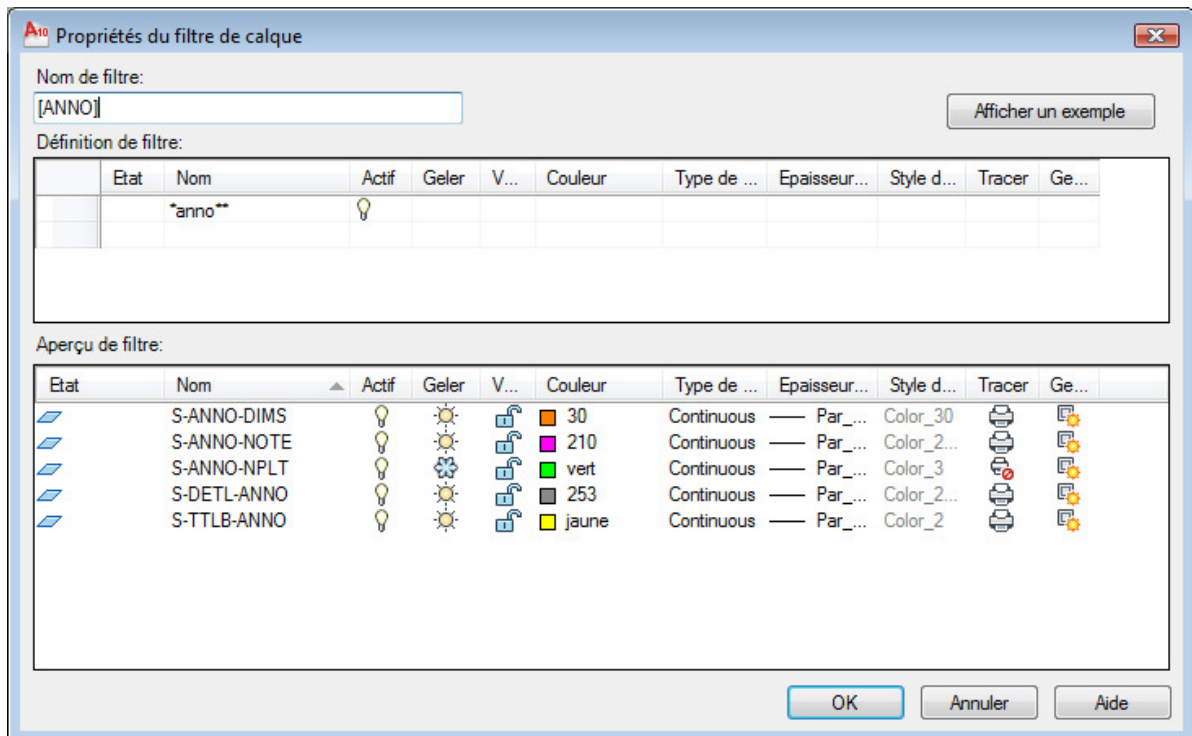 A10 Propriétés du filtre de calque
Nom de filtre:
[ANNO]
Afficher un exemple
Définition de filtre:
Etat Nom Actif Geler V... Couleur Type de ... Epaisseur... Style d... Tracer Ge...
*anno**
Aperçu de filtre:
Etat Nom Actif Geler V... Couleur Type de ... Epaisseur... Style d... Tracer Ge...
S-ANNO-DIMS 30 Continuous Par_... Color_30
S-ANNO-NOTE 210 Continuous Par_... Color_2...
S-ANNO-NPLT vert Continuous Par_... Color_3
S-DETL-ANNO 253 Continuous Par_... Color_2...
S-TTLB-ANNO jaune Continuous Par_... Color_2
OK Annuler Aide